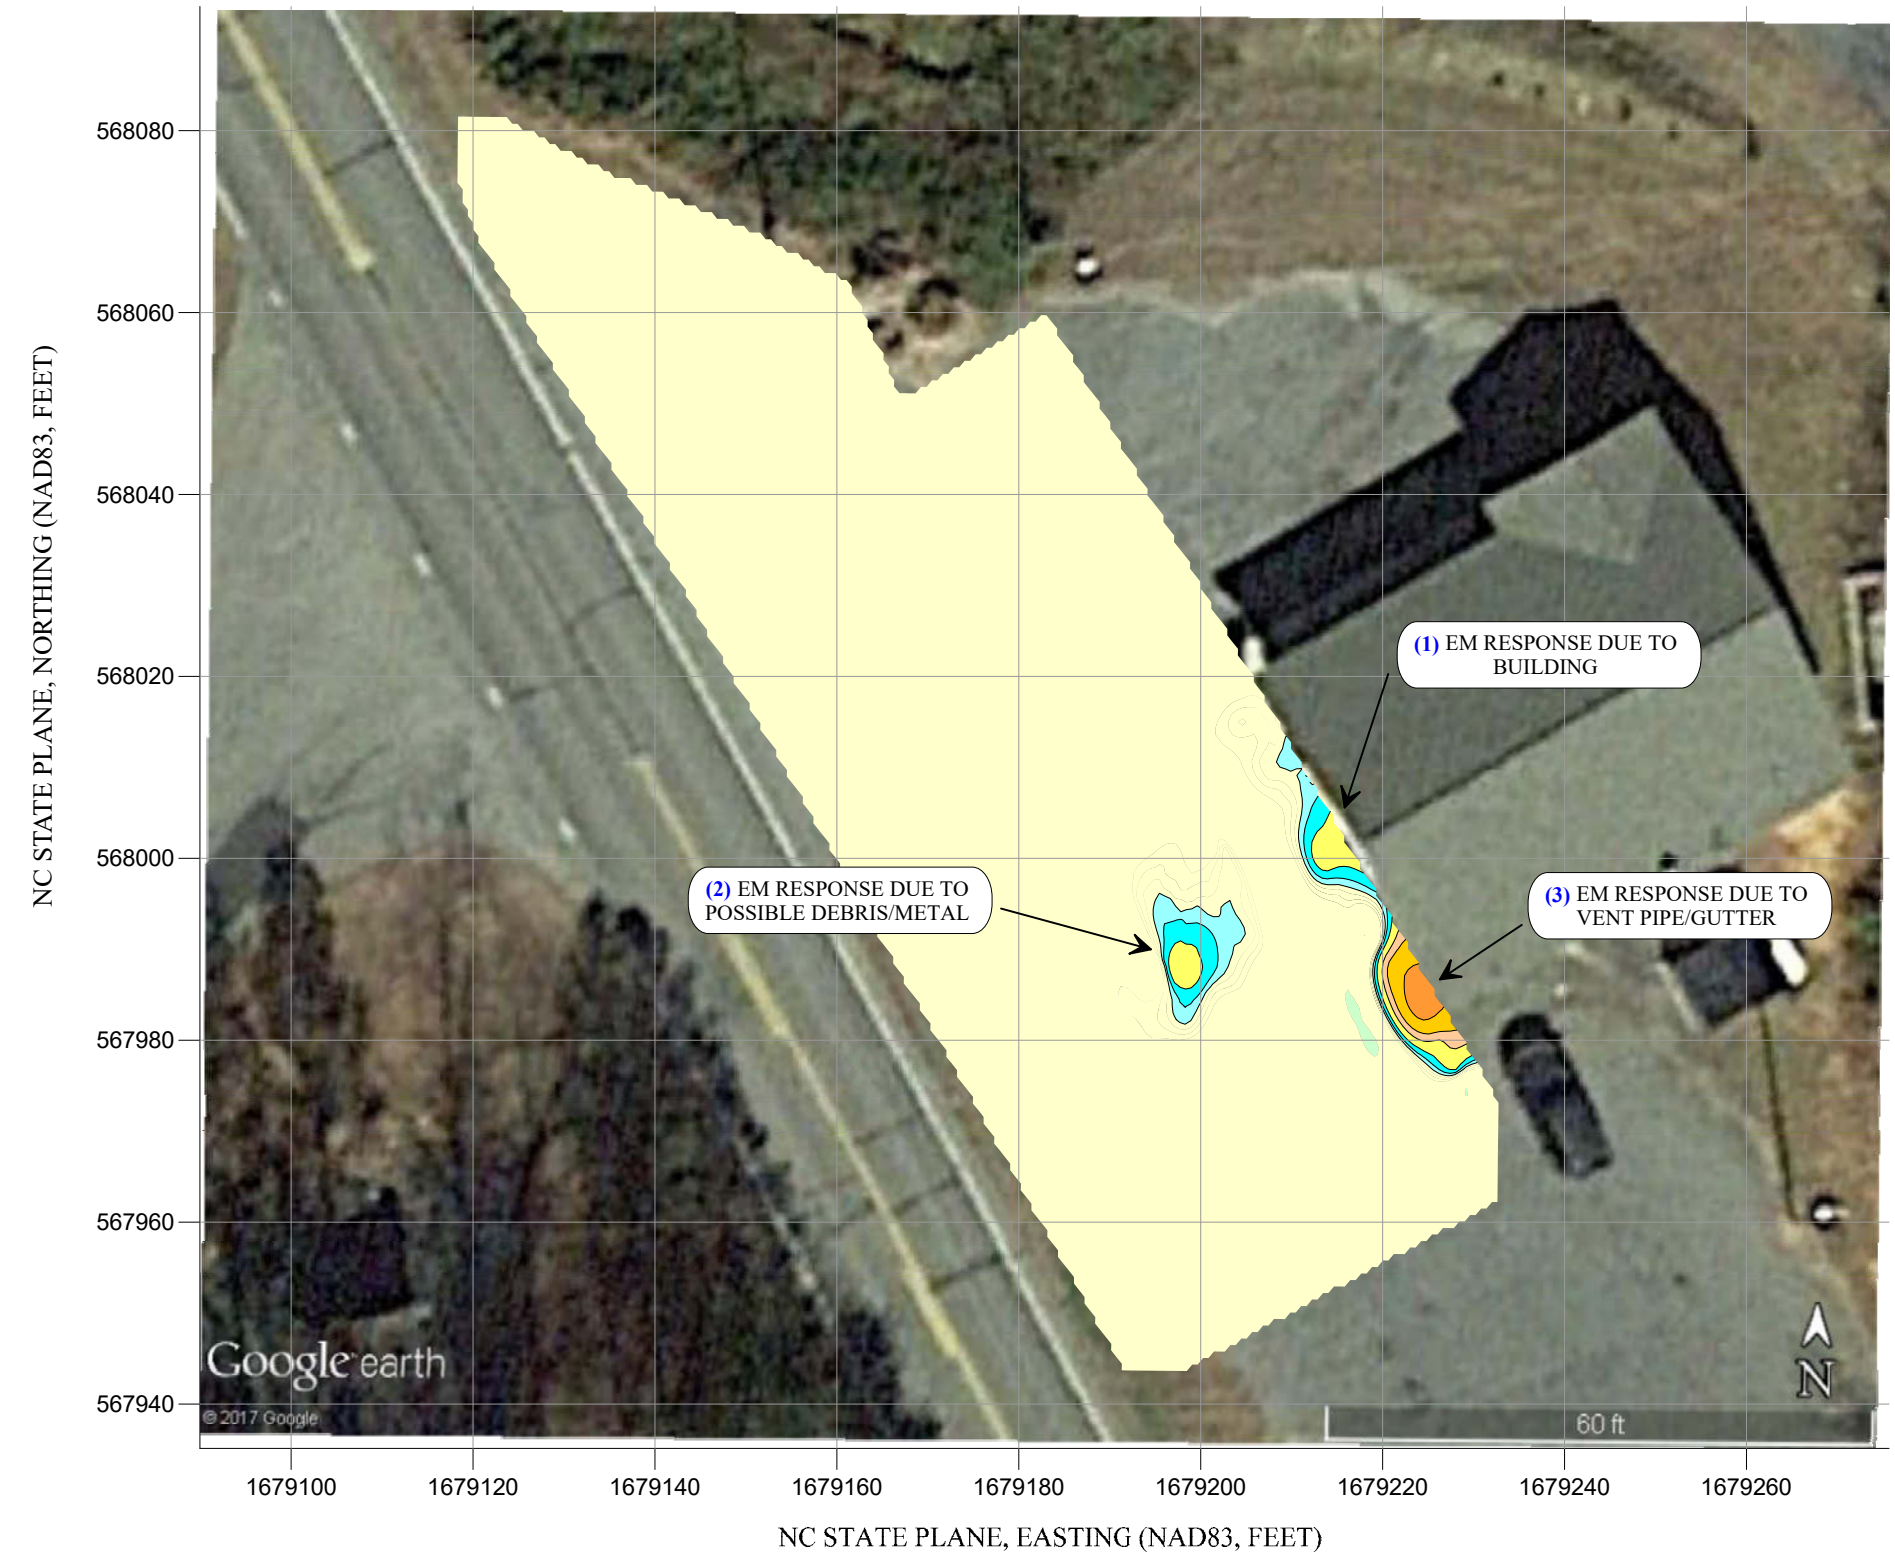 NC STATE PLANE, NORTHING (NAD83, FEET)
568080
568060
568040
568020
568000
567980
567960
567940
(1) EM RESPONSE DUE TO
BUILDING
(2) EM RESPONSE DUE TO
POSSIBLE DEBRIS/METAL
(3) EM RESPONSE DUE TO
VENT PIPE/GUTTER
Google earth
© 2017 Google
N
60 ft
1679100
1679120
1679140
1679160
1679180
1679200
1679220
1679240
1679260
NC STATE PLANE, EASTING (NAD83, FEET)